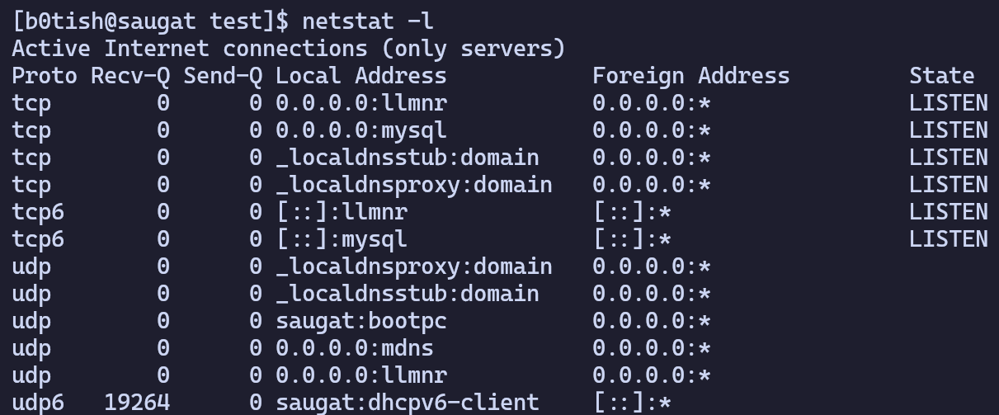 [b0tish@saugat test]$ netstat -l
Active Internet connections (only servers)
Proto Recv-Q Send-Q Local Address           Foreign Address         State
tcp        0      0 0.0.0.0:llmnr           0.0.0.0:*               LISTEN
tcp        0      0 0.0.0.0:mysql           0.0.0.0:*               LISTEN
tcp        0      0 _localdnsstub:domain    0.0.0.0:*               LISTEN
tcp        0      0 _localdnsproxy:domain   0.0.0.0:*               LISTEN
tcp6       0      0 [::]:llmnr              [::]:*                  LISTEN
tcp6       0      0 [::]:mysql              [::]:*                  LISTEN
udp        0      0 _localdnsproxy:domain   0.0.0.0:*
udp        0      0 _localdnsstub:domain    0.0.0.0:*
udp        0      0 saugat:bootpc           0.0.0.0:*
udp        0      0 0.0.0.0:mdns            0.0.0.0:*
udp        0      0 0.0.0.0:llmnr           0.0.0.0:*
udp6   19264      0 saugat:dhcpv6-client    [::]:*